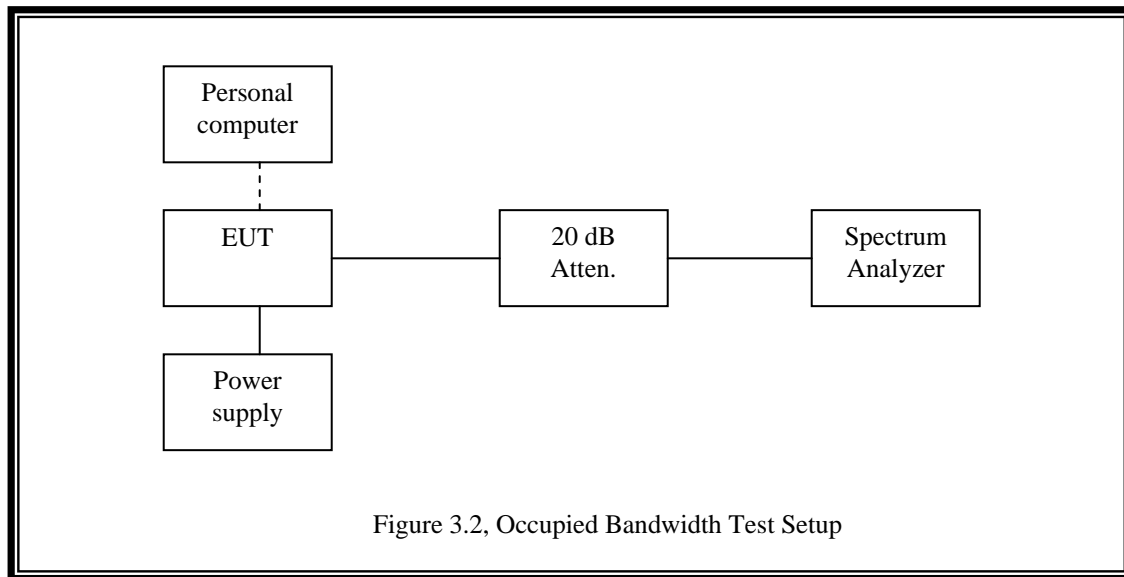 Personal
computer
EUT
20 dB
Atten.
Spectrum
Analyzer
Power
supply
Figure 3.2, Occupied Bandwidth Test Setup